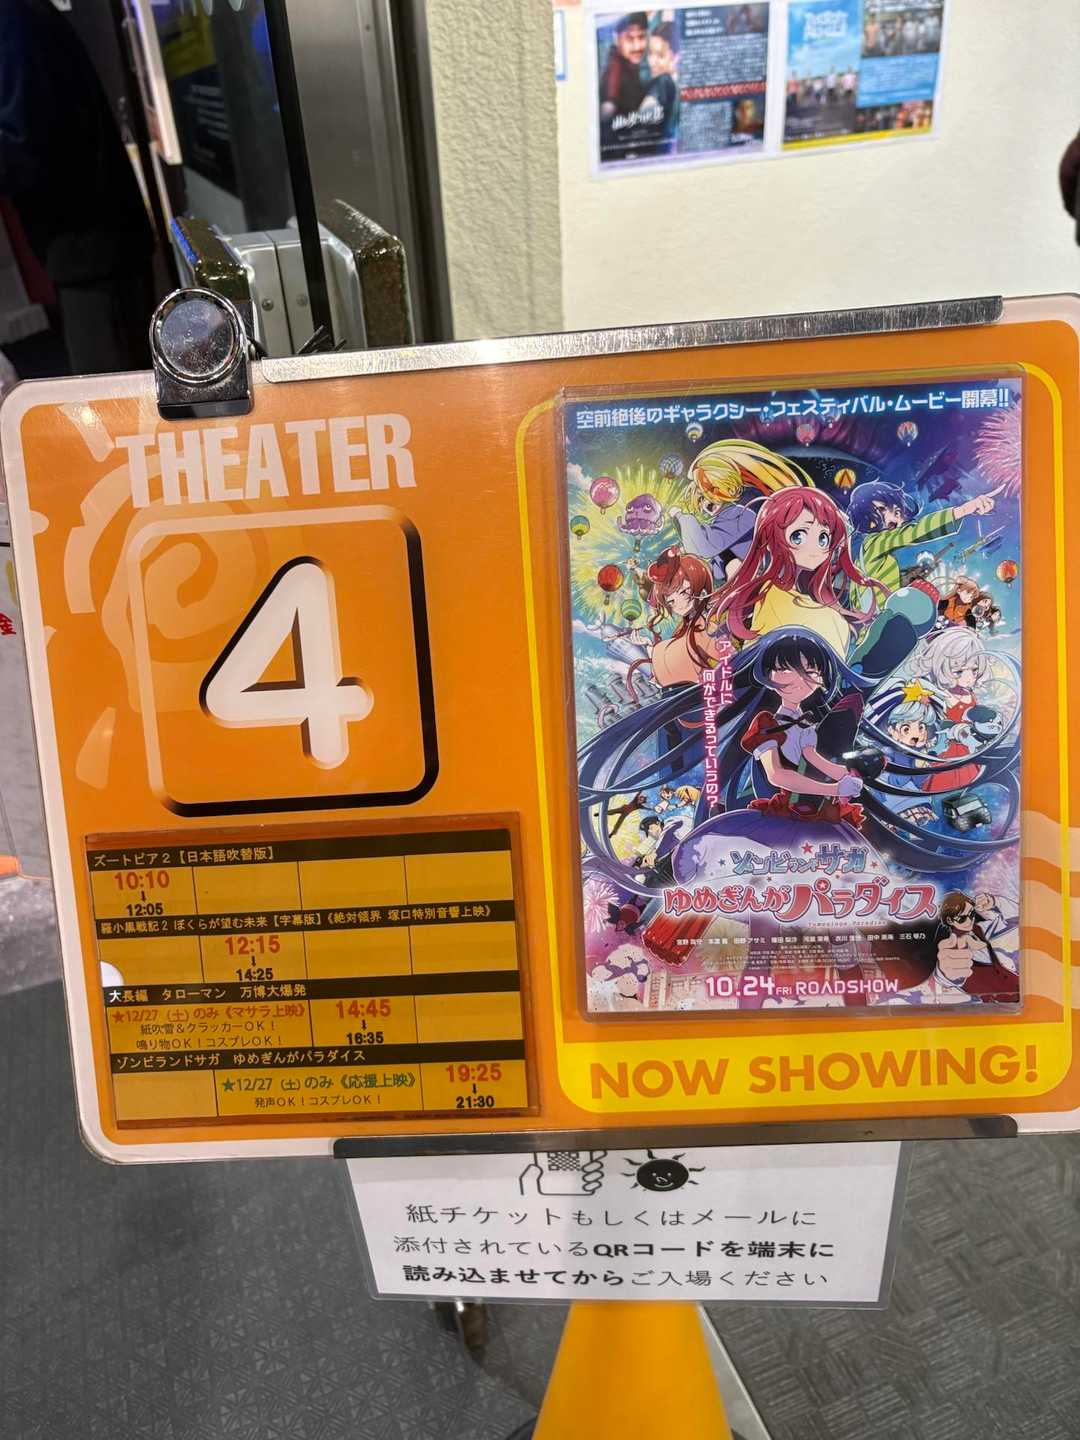 THEATER
4
ズートピア2【日本語吹替版】
10:10
↓
12:05
羅小黒戦記2 ぼくらが望む未来【字幕版】《絶対領界 塚口特別音響上映》
12:15
↓
14:25
大長編 タローマン 万博大爆発
★12/27(土)のみ《マサラ上映》
紙吹雪&クラッカーOK!
鳴り物OK!コスプレOK!
14:45
↓
16:35
ゾンビランドサガ ゆめぎんがパラダイス
★12/27(土)のみ《応援上映》
発声OK!コスプレOK!
19:25
↓
21:30
空前絶後のギャラクシー・フェスティバル・ムービー開幕!!
アイドルに
何ができるっていうの?
ゾンビランドサガ
ゆめぎんがパラダイス
Yumeginga Paradise
10.24 FRI ROADSHOW
NOW SHOWING!
紙チケットもしくはメールに
添付されているQRコードを端末に
読み込ませてからご入場ください